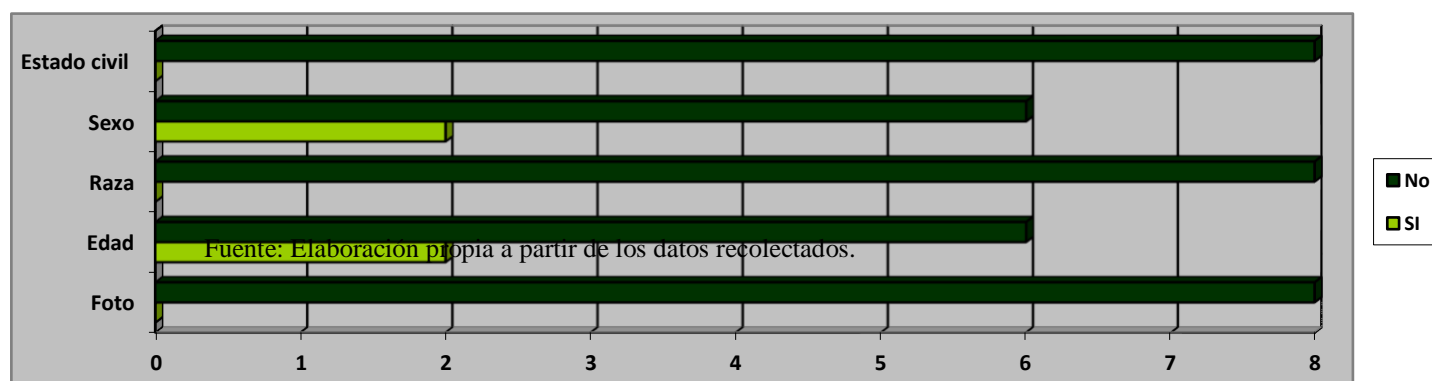 Estado civil
Sexo
Raza
Edad
Foto
Fuente: Elaboración propia a partir de los datos recolectados.
0 1 2 3 4 5 6 7 8
No
SI